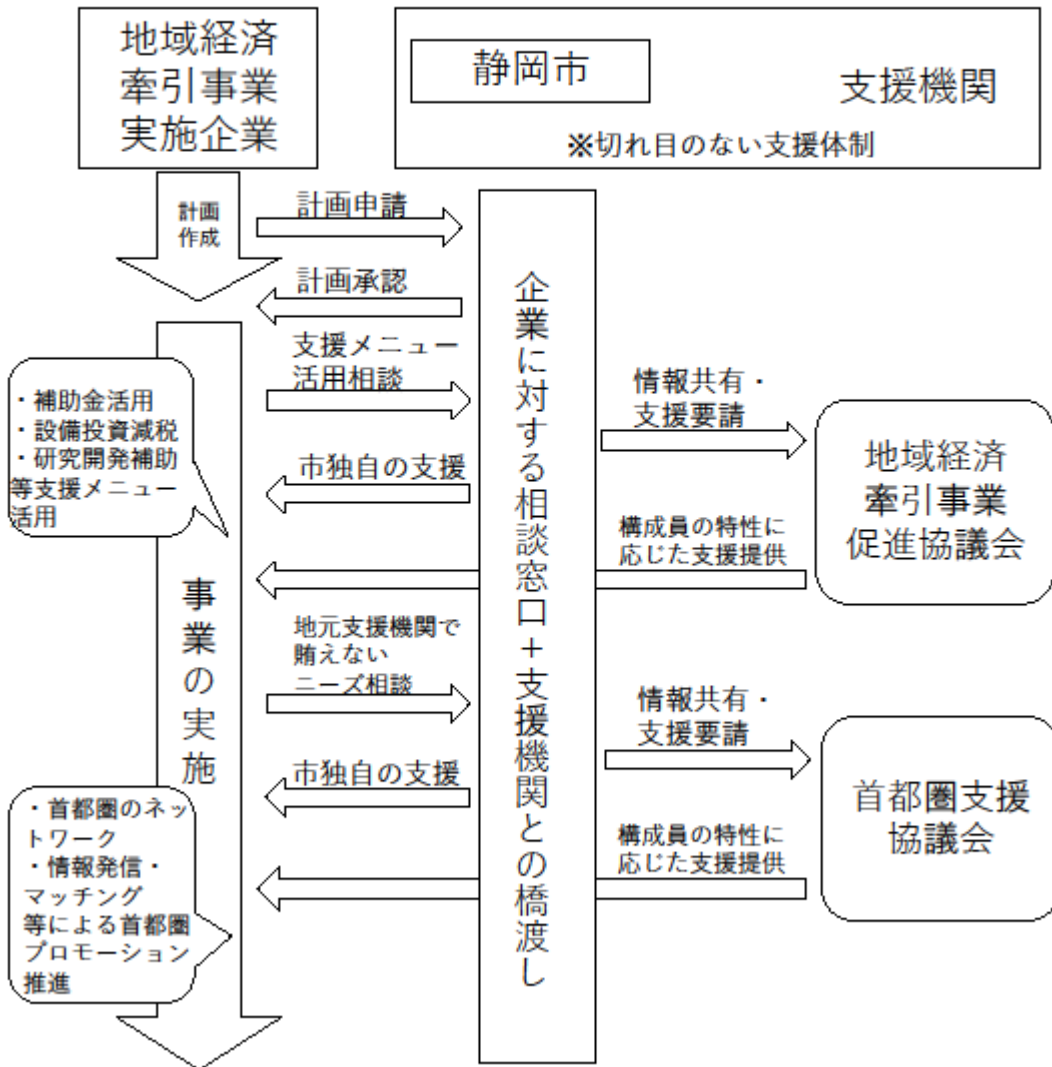 地域経済
牽引事業
実施企業
静岡市
支援機関
※切れ目のない支援体制
計画
作成
計画申請
計画承認
支援メニュー
活用相談
市独自の支援
・補助金活用
・設備投資減税
・研究開発補助
等支援メニュー
活用
企業に対する相談窓口＋支援機関との橋渡し
情報共有・
支援要請
地域経済
牽引事業
促進協議会
構成員の特性に
応じた支援提供
事業の実施
地元支援機関で
賄えない
ニーズ相談
市独自の支援
情報共有・
支援要請
首都圏支援
協議会
構成員の特性に
応じた支援提供
・首都圏のネッ
トワーク
・情報発信・
マッチング
等による首都圏
プロモーション
推進